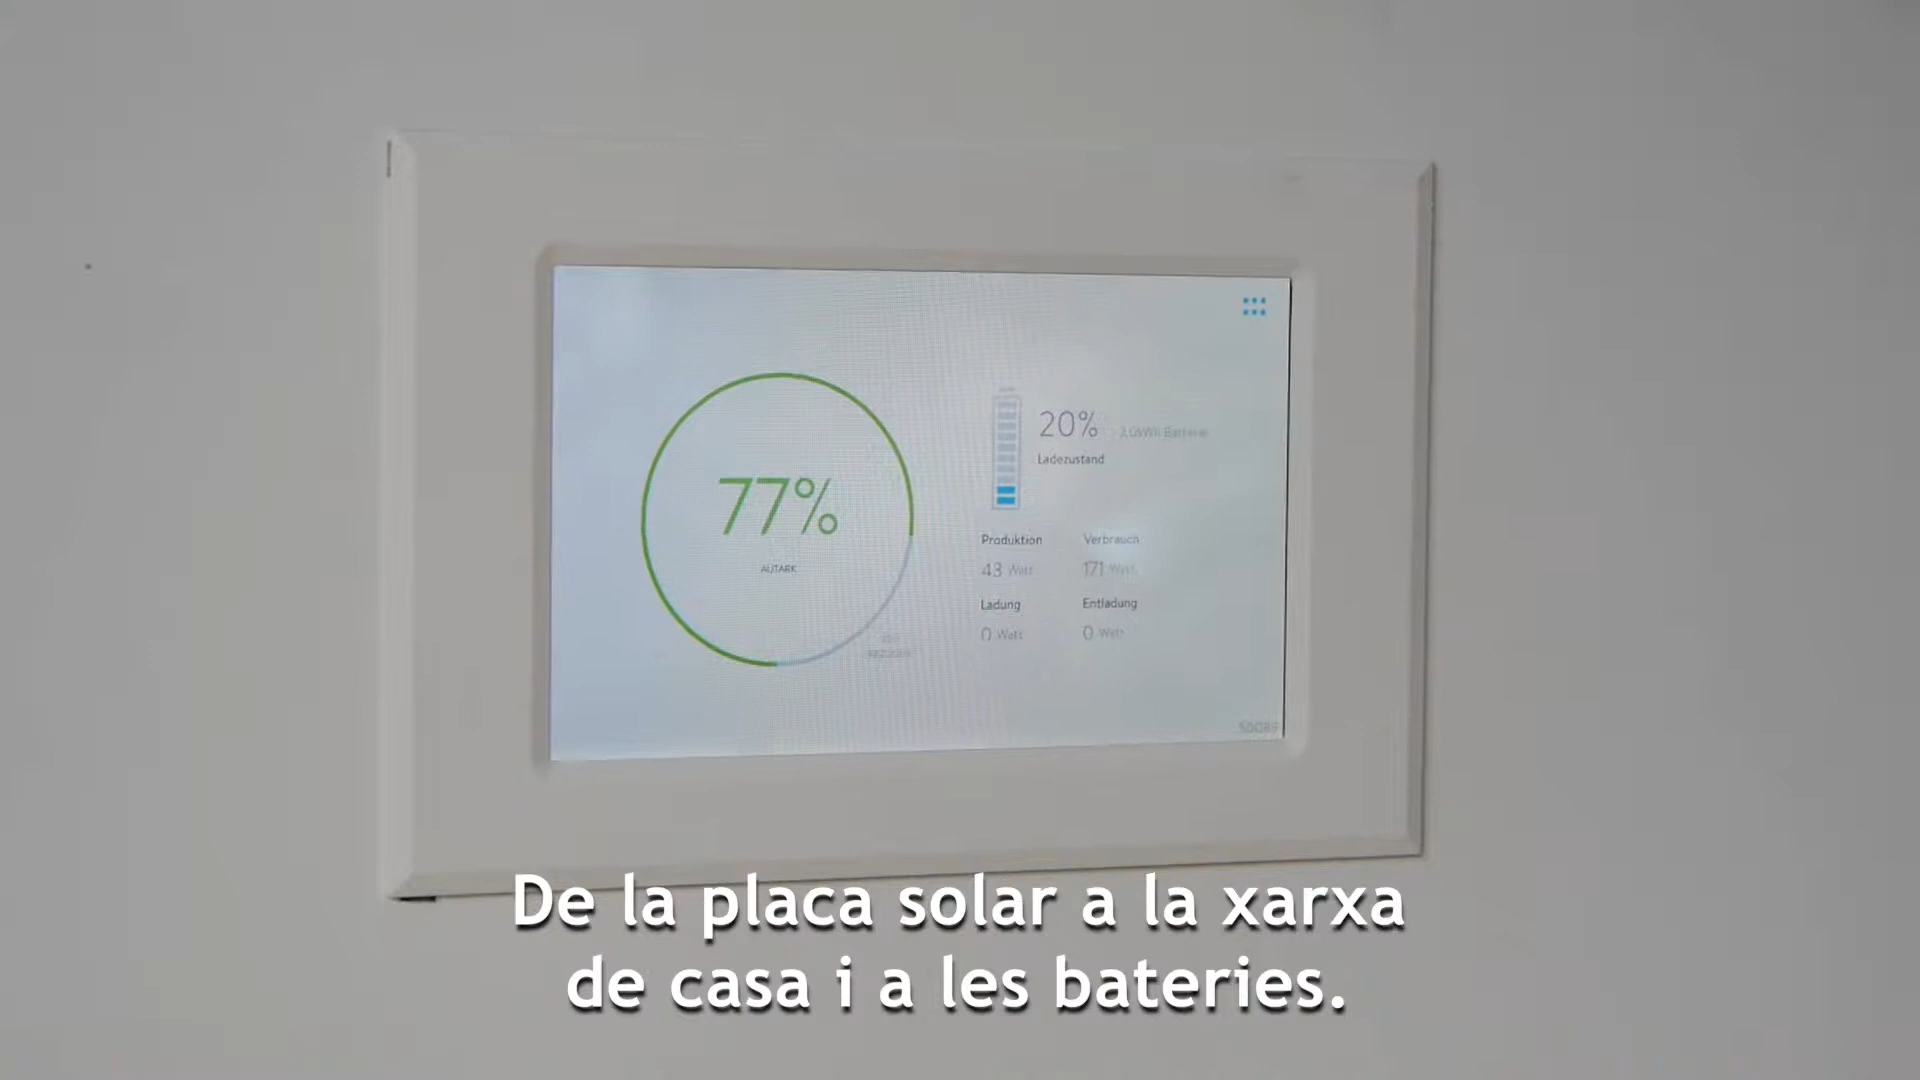 77%
AUTARK
20%
Ladezustand
Produktion Verbrauch
43 Watt 171 Watt
Ladung Entladung
0 Watt 0 Watt
De la placa solar a la xarxa
de casa i a les bateries.